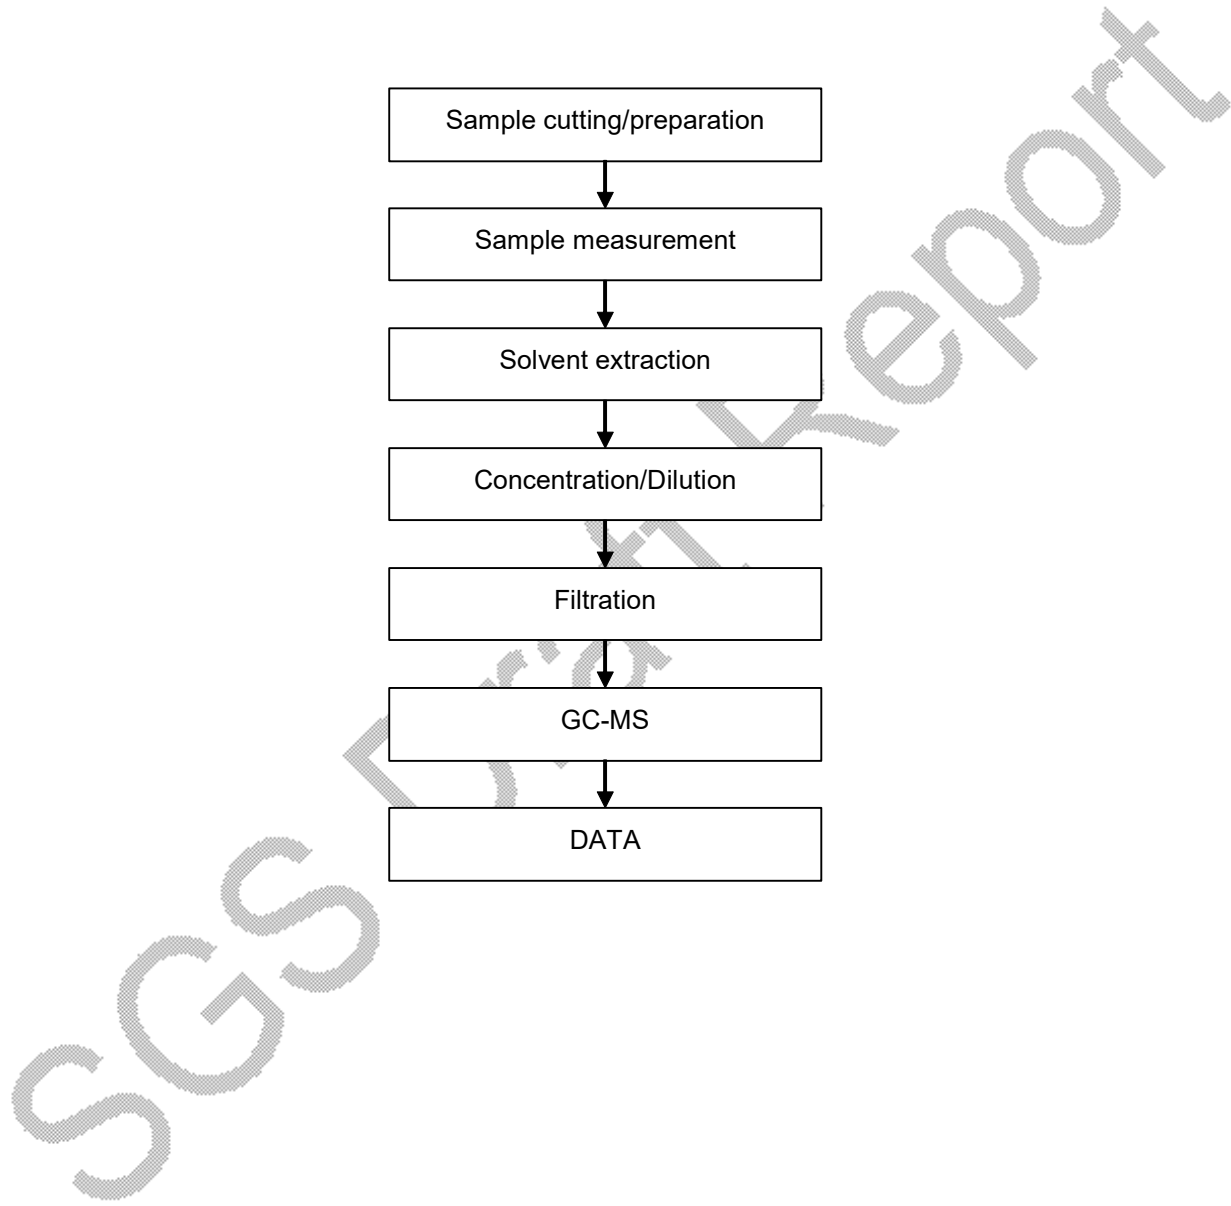 Sample cutting/preparation
Sample measurement
Solvent extraction
Concentration/Dilution
Filtration
GC-MS
DATA
SGS Draft Report